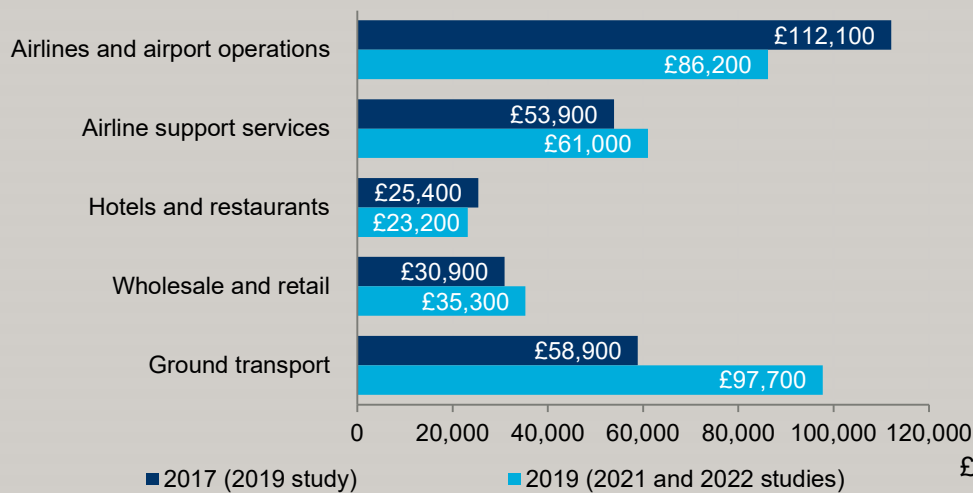 Airlines and airport operations
£112,100
£86,200
Airline support services
£53,900
£61,000
Hotels and restaurants
£25,400
£23,200
Wholesale and retail
£30,900
£35,300
Ground transport
£58,900
£97,700
0 20,000 40,000 60,000 80,000 100,000 120,000
£
2017 (2019 study) 2019 (2021 and 2022 studies)